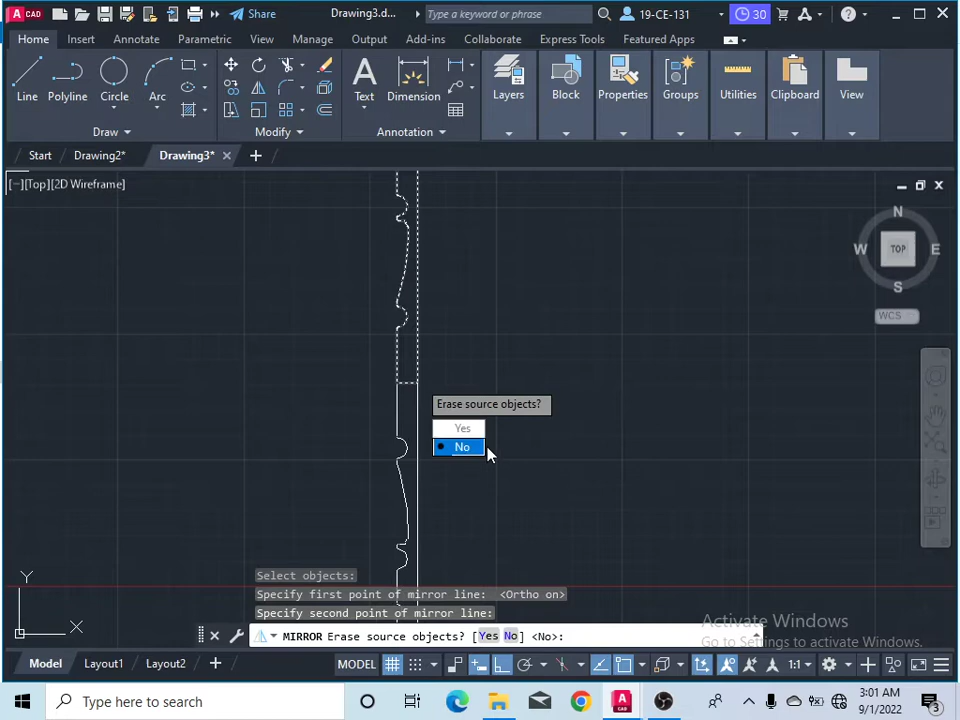 A CAD
Share
Drawing3.d...
Type a keyword or phrase
19-CE-131
30
Home Insert Annotate Parametric View Manage Output Add-ins Collaborate Express Tools Featured Apps
Line Polyline Circle Arc
Text Dimension
Layers Block Properties Groups Utilities Clipboard View
Draw Modify Annotation
Start Drawing2* Drawing3*
[−][Top][2D Wireframe]
N
W TOP E
S
WCS
Erase source objects?
Yes
No
Y
X
Select objects:
Specify first point of mirror line: <Ortho on>
Specify second point of mirror line:
MIRROR Erase source objects? [Yes No] <No>:
Activate Windows
Go to Settings to activate Windows.
Model Layout1 Layout2
MODEL
1:1
Type here to search
A CAD
3:01 AM
9/1/2022
3